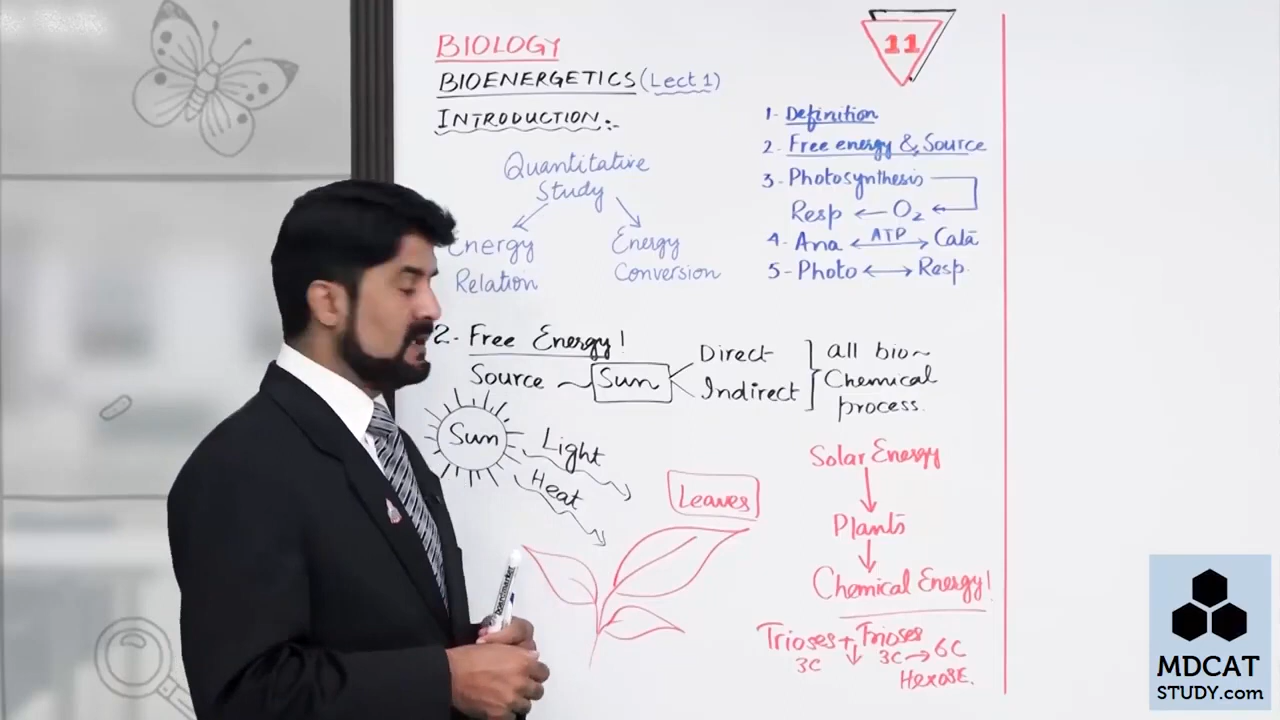 BIOLOGY
BIOENERGETICS (Lect 1)
INTRODUCTION:-
Quantitative
Study
Energy
Relation
Energy
Conversion
11
1- Definition
2. Free energy & Source
3- Photosynthesis
Resp ← O2 ←
4- Ana ←ATP→ Cata
5- Photo ←→ Resp.
2- Free Energy!
Source Sun
Direct
Indirect
All bio~
Chemical
process.
Sun
Light
Heat
Leaves
Solar Energy
↓
Plants
↓
Chemical Energy!
Trioses + Trioses
3C ↓ 3C → 6C
Hexose.
boardmarker
MDCAT
STUDY.com